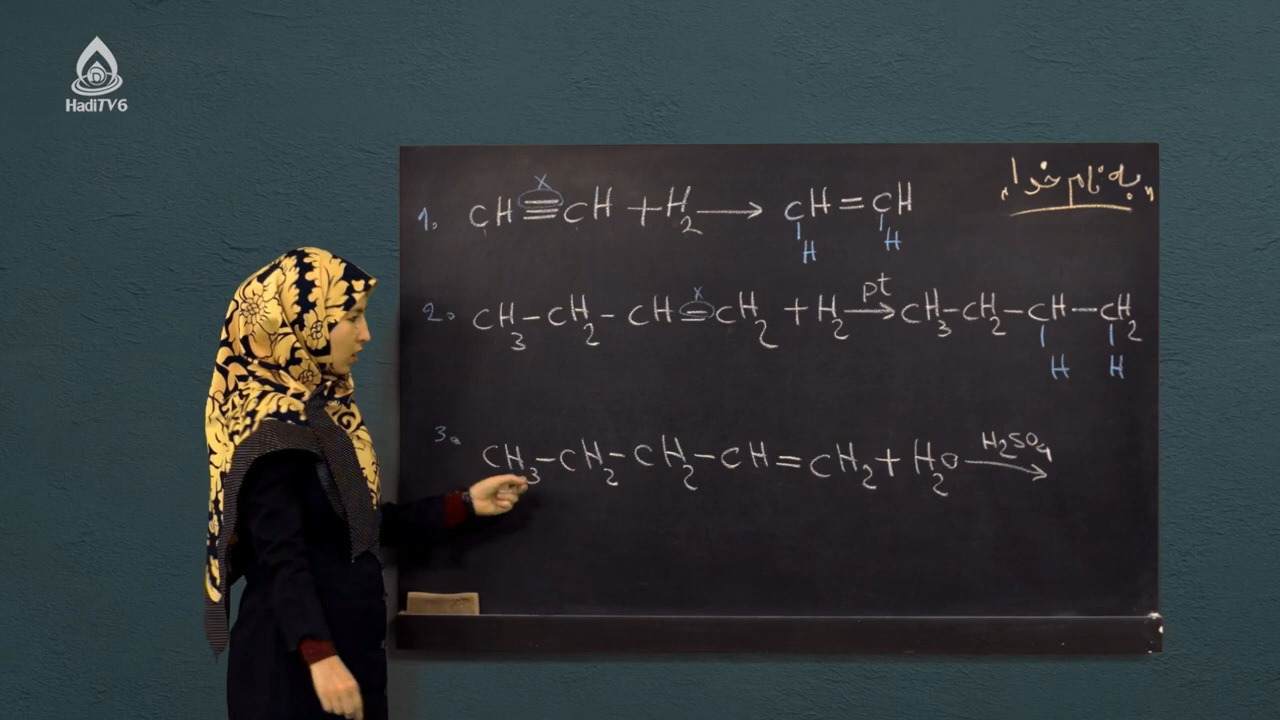 HadiTV6
"به نام خدا"
1. CH≡CH + H₂ ⟶ CH=CH
H H
x
2. CH₃-CH₂-CH=CH₂ + H₂ ⟶ CH₃-CH₂-CH-CH₂
pt
x
H H
3. CH₃-CH₂-CH₂-CH=CH₂ + H₂O ⟶
H₂SO₄